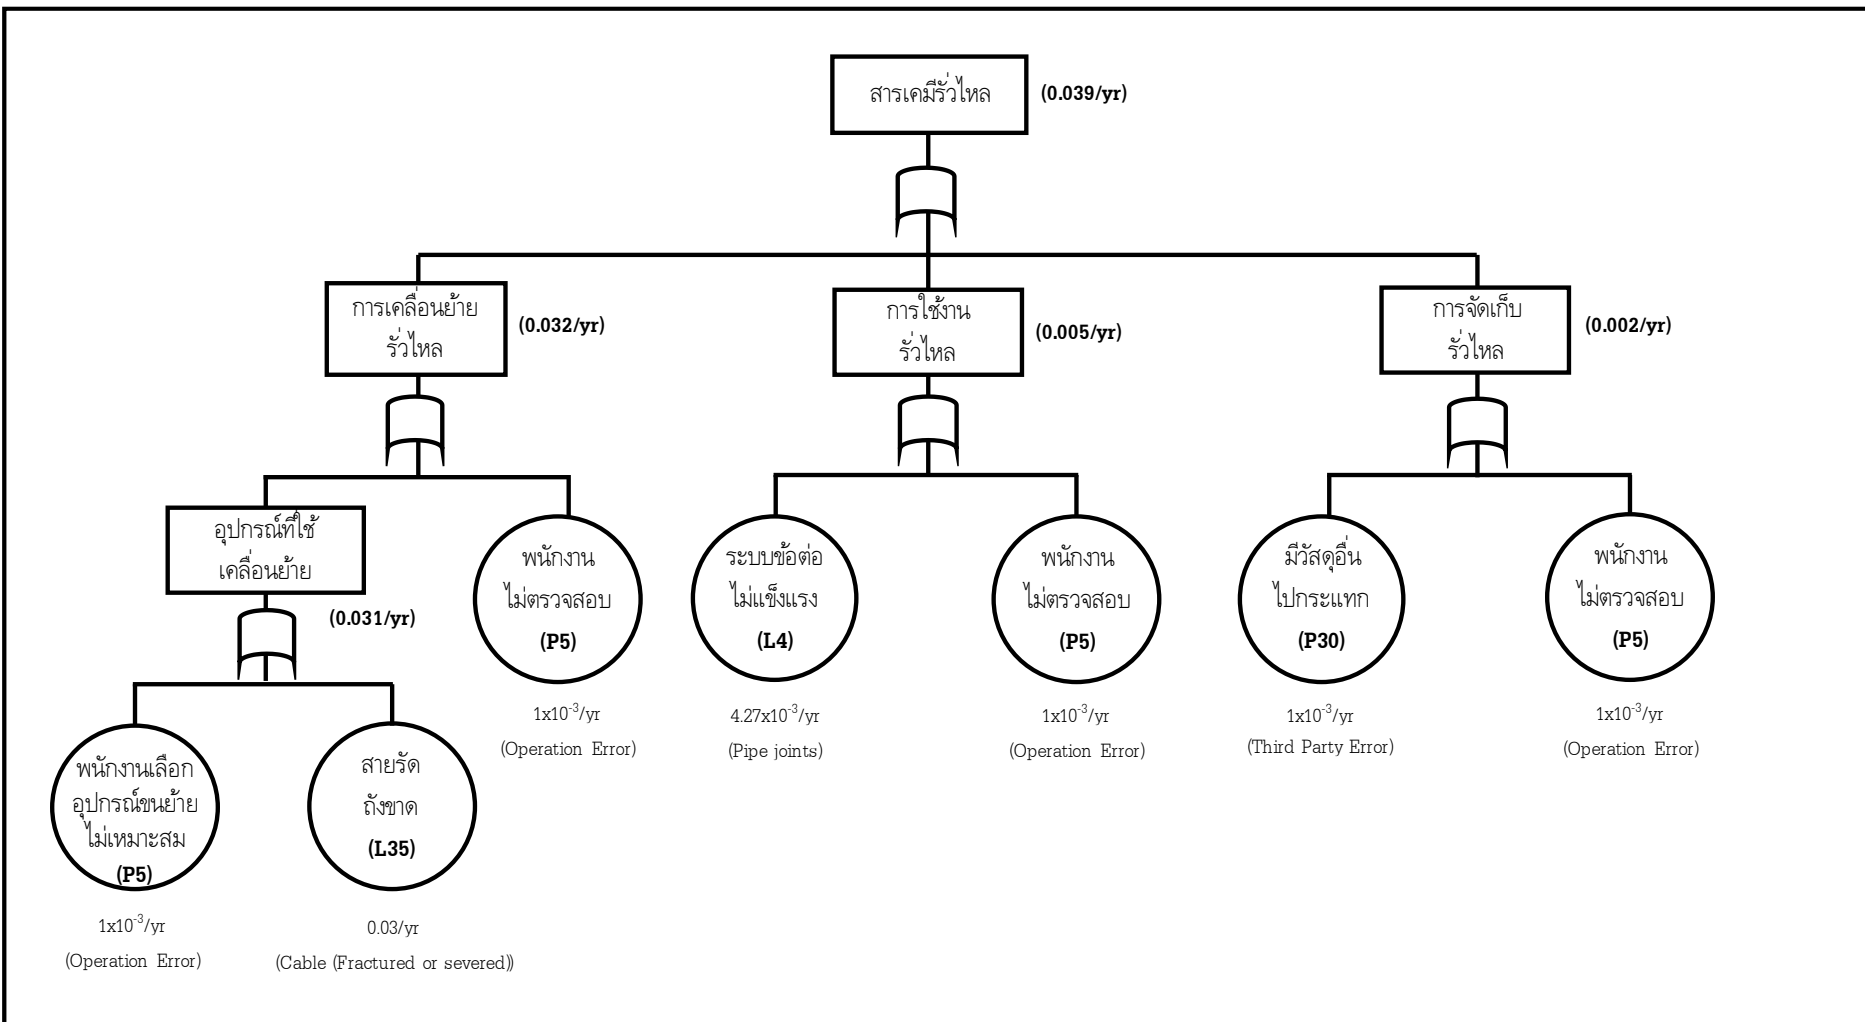 สารเคมีรั่วไหล (0.039/yr)
การเคลื่อนย้าย
รั่วไหล
(0.032/yr)
การใช้งาน
รั่วไหล
(0.005/yr)
การจัดเก็บ
รั่วไหล
(0.002/yr)
อุปกรณ์ที่ใช้
เคลื่อนย้าย
(0.031/yr)
พนักงาน
ไม่ตรวจสอบ
(P5)
1x10⁻³/yr
(Operation Error)
ระบบข้อต่อ
ไม่แข็งแรง
(L4)
4.27x10⁻³/yr
(Pipe joints)
พนักงาน
ไม่ตรวจสอบ
(P5)
1x10⁻³/yr
(Operation Error)
มีวัสดุอื่น
ไปกระแทก
(P30)
1x10⁻³/yr
(Third Party Error)
พนักงาน
ไม่ตรวจสอบ
(P5)
1x10⁻³/yr
(Operation Error)
พนักงานเลือก
อุปกรณ์ขนย้าย
ไม่เหมาะสม
(P5)
1x10⁻³/yr
(Operation Error)
สายรัด
ถังขาด
(L35)
0.03/yr
(Cable (Fractured or severed))